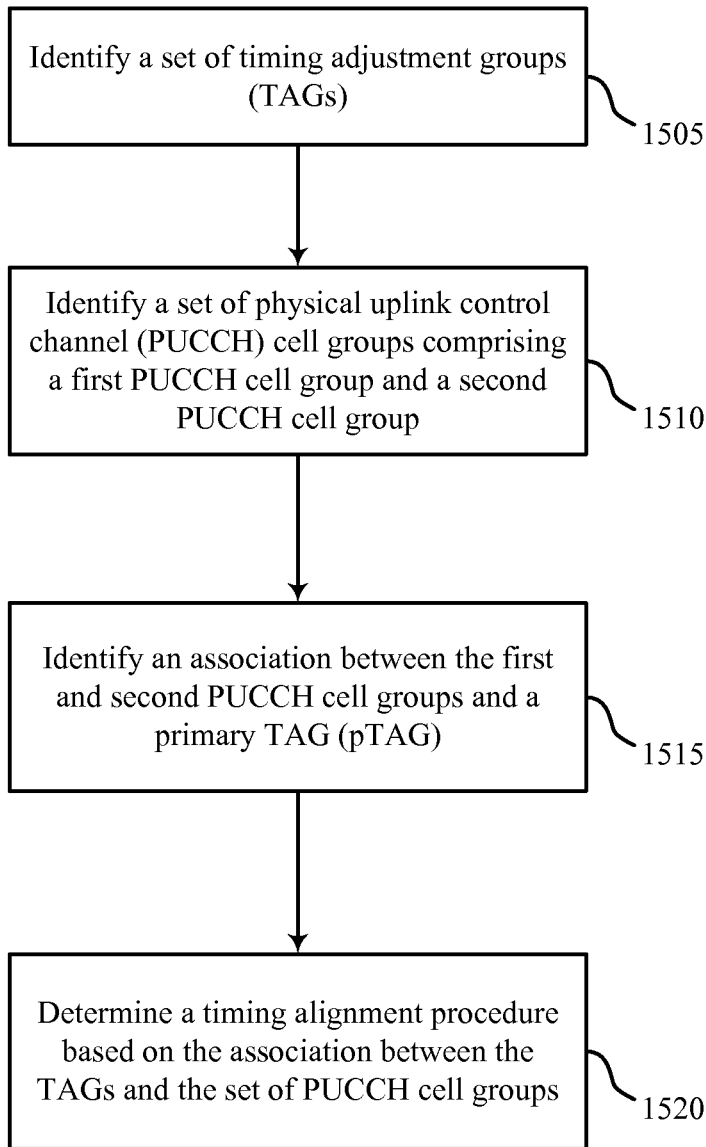 Identify a set of timing adjustment groups
(TAGs)
1505
Identify a set of physical uplink control
channel (PUCCH) cell groups comprising
a first PUCCH cell group and a second
PUCCH cell group
1510
Identify an association between the first
and second PUCCH cell groups and a
primary TAG (pTAG)
1515
Determine a timing alignment procedure
based on the association between the
TAGs and the set of PUCCH cell groups
1520